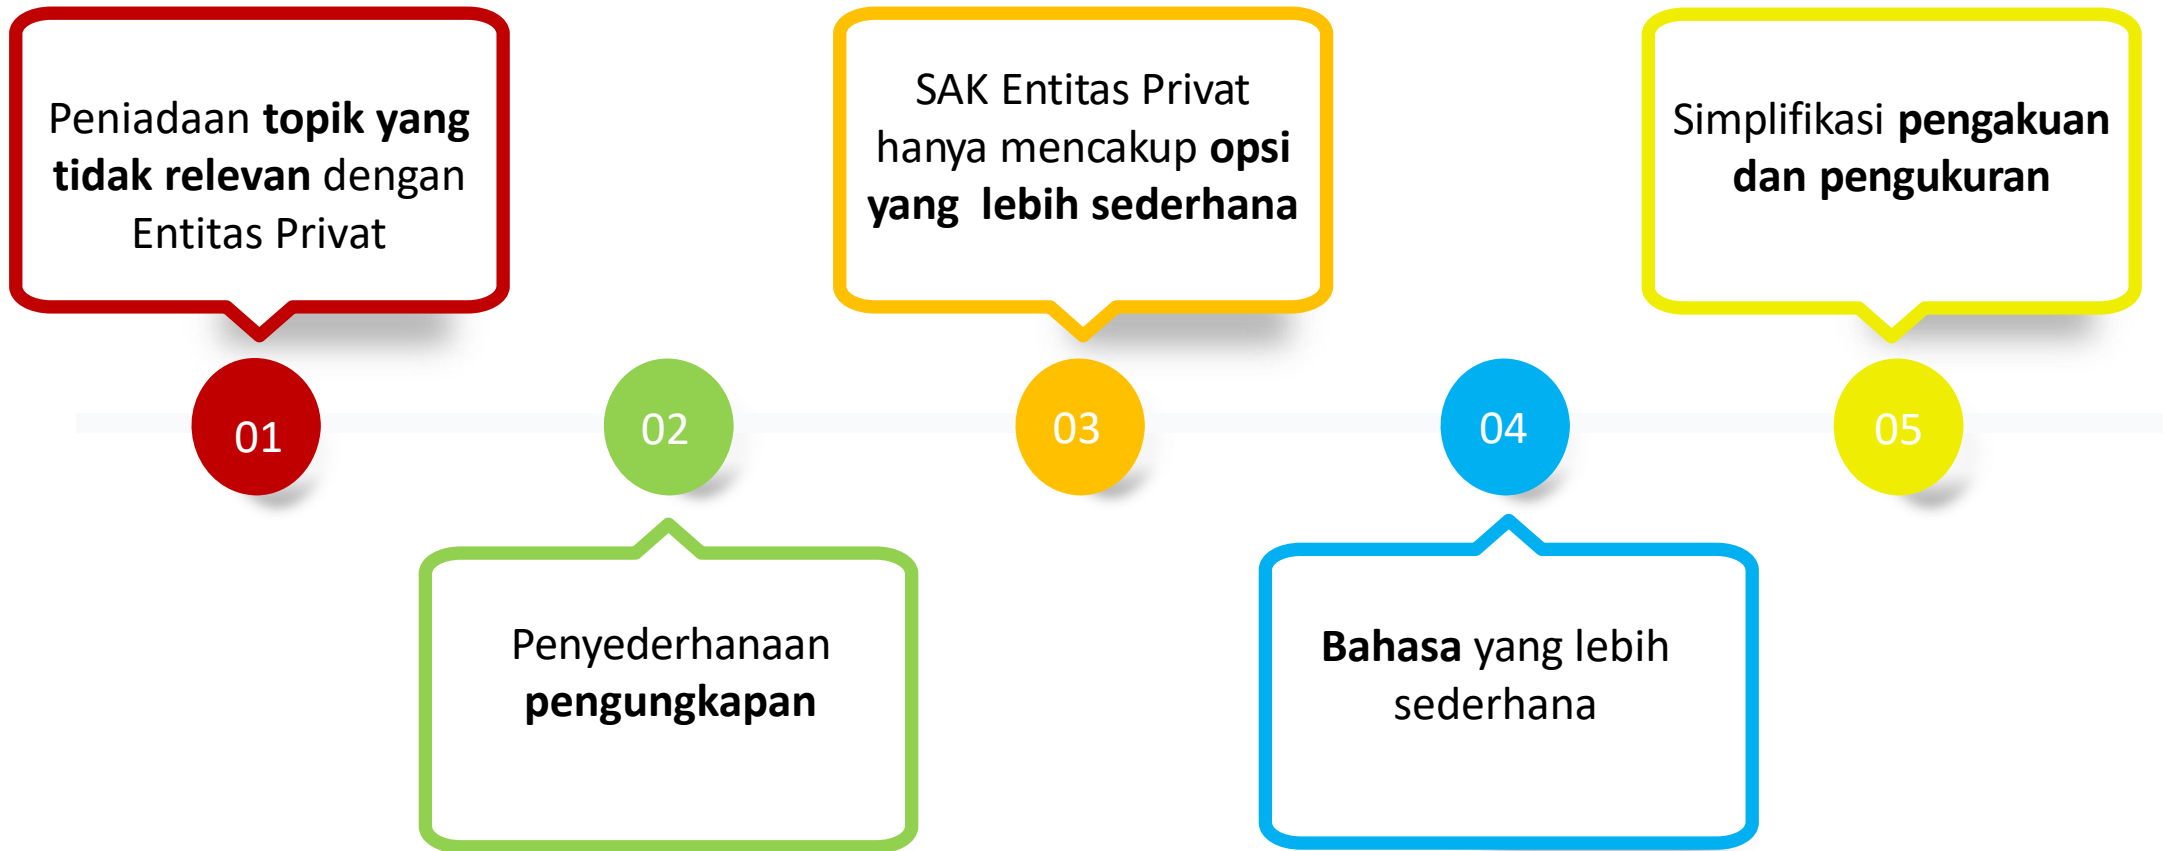 Peniadaan topik yang
tidak relevan dengan
Entitas Privat
01
02
Penyederhanaan
pengungkapan
SAK Entitas Privat
hanya mencakup opsi
yang lebih sederhana
03
04
Bahasa yang lebih
sederhana
Simplifikasi pengakuan
dan pengukuran
05